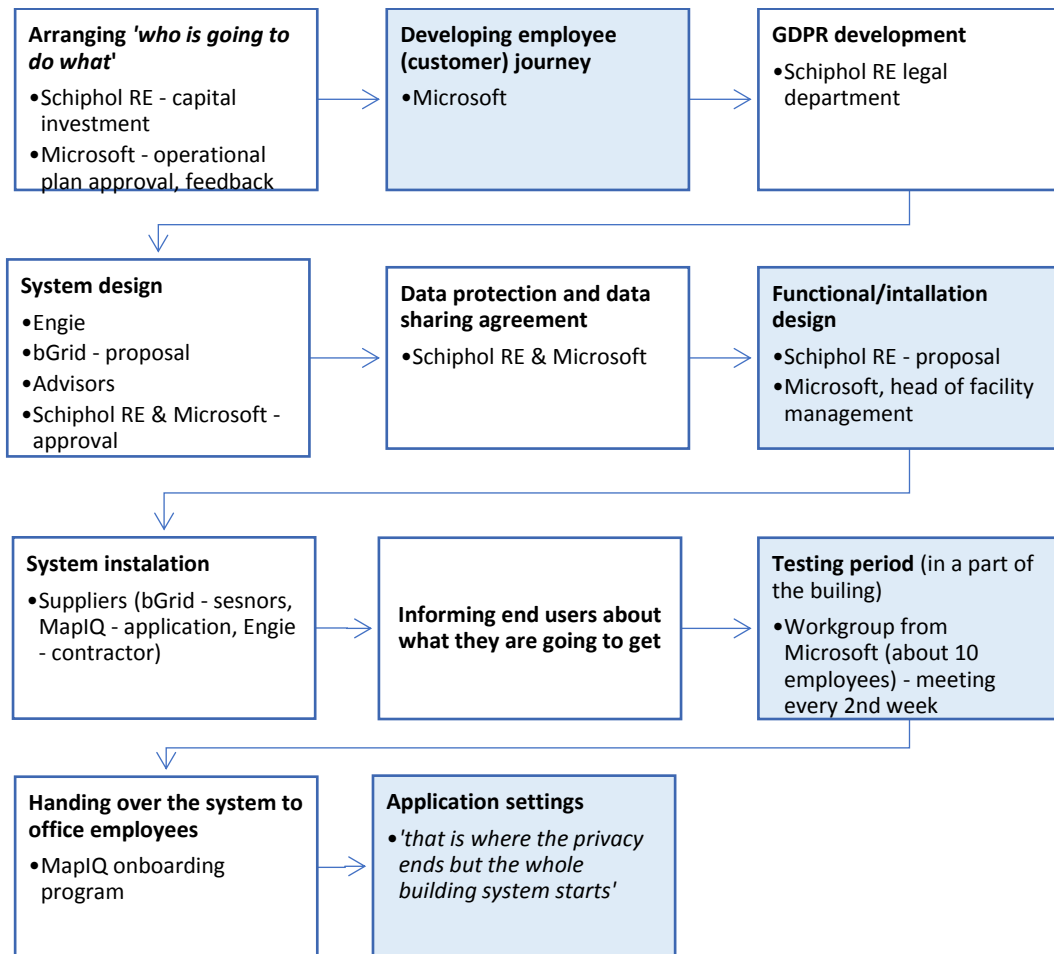 Arranging 'who is going to
do what'
•Schiphol RE - capital
investment
•Microsoft - operational
plan approval, feedback
Developing employee
(customer) journey
•Microsoft
GDPR development
•Schiphol RE legal
department
System design
•Engie
•bGrid - proposal
•Advisors
•Schiphol RE & Microsoft -
approval
Data protection and data
sharing agreement
•Schiphol RE & Microsoft
Functional/intallation
design
•Schiphol RE - proposal
•Microsoft, head of facility
management
System instalation
•Suppliers (bGrid - sesnors,
MapIQ - application, Engie
- contractor)
Informing end users about
what they are going to get
Testing period (in a part of
the builing)
•Workgroup from
Microsoft (about 10
employees) - meeting
every 2nd week
Handing over the system to
office employees
•MapIQ onboarding
program
Application settings
•'that is where the privacy
ends but the whole
building system starts'